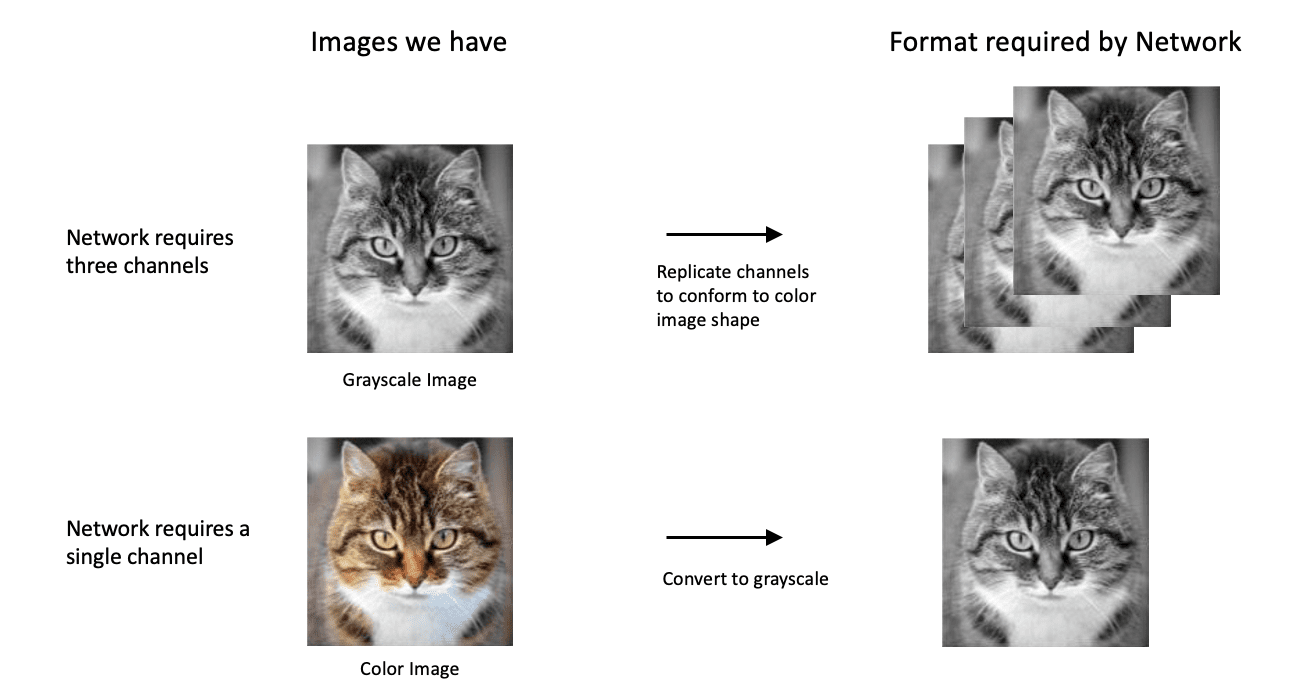 Images we have
Format required by Network
Network requires
three channels
Replicate channels
to conform to color
image shape
Grayscale Image
Network requires a
single channel
Convert to grayscale
Color Image